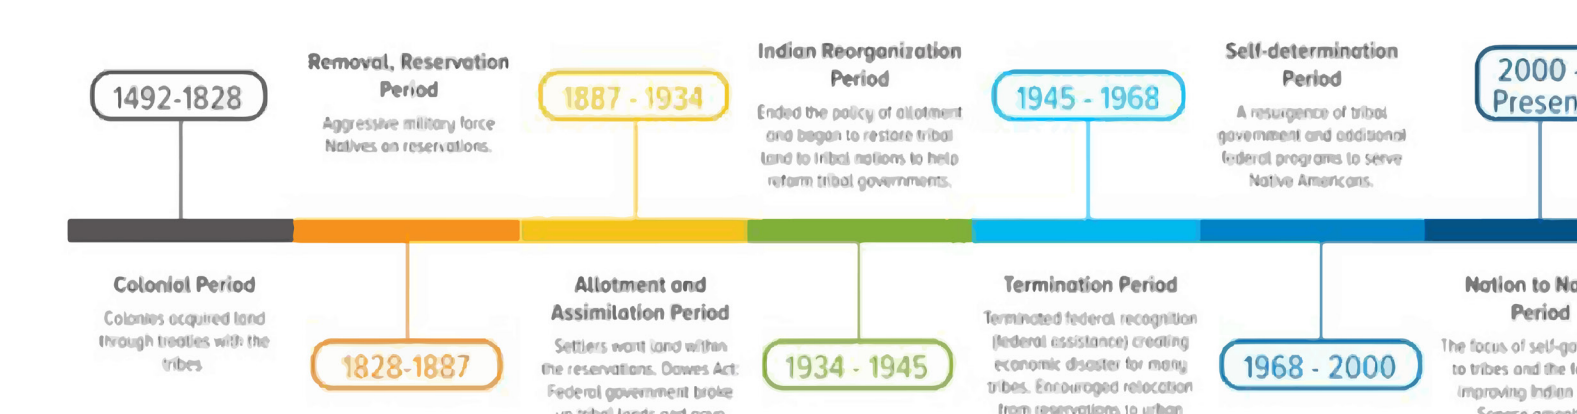 1492-1828
Colonial Period
Colonies acquired land
through treaties with the
tribes.
Removal, Reservation
Period
Aggressive military force
Natives on reservations.
1828-1887
1887 - 1934
Allotment and
Assimilation Period
Settlers want land within
the reservations. Dawes Act:
Federal government broke
up tribal lands and gave
Indian Reorganization
Period
Ended the policy of allotment
and began to restore tribal
land to tribal nations to help
reform tribal governments.
1934 - 1945
1945 - 1968
Termination Period
Terminated federal recognition
(federal assistance) creating
economic disaster for many
tribes. Encouraged relocation
from reservations to urban
Self-determination
Period
A resurgence of tribal
government and additional
federal programs to serve
Native Americans.
1968 - 2000
2000 -
Presen
Nation to Na
Period
The focus of self-go
to tribes and the f
improving Indian